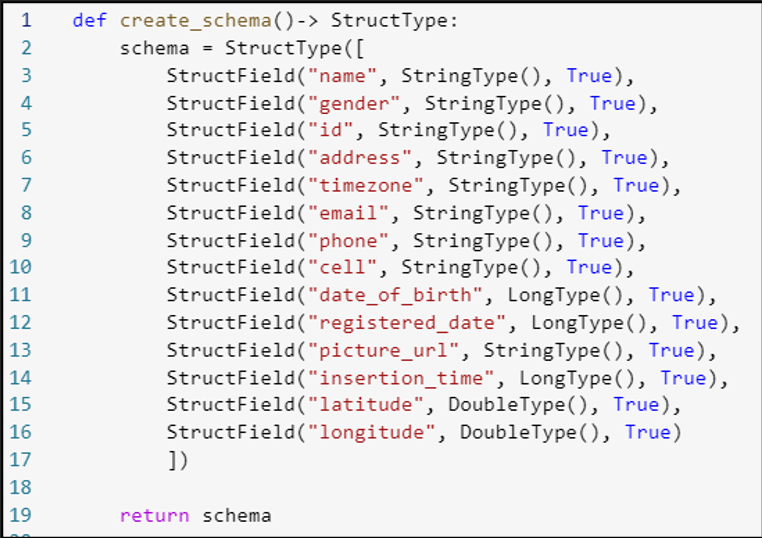 1 def create_schema()-> StructType:
2 schema = StructType([
3 StructField("name", StringType(), True),
4 StructField("gender", StringType(), True),
5 StructField("id", StringType(), True),
6 StructField("address", StringType(), True),
7 StructField("timezone", StringType(), True),
8 StructField("email", StringType(), True),
9 StructField("phone", StringType(), True),
10 StructField("cell", StringType(), True),
11 StructField("date_of_birth", LongType(), True),
12 StructField("registered_date", LongType(), True),
13 StructField("picture_url", StringType(), True),
14 StructField("insertion_time", LongType(), True),
15 StructField("latitude", DoubleType(), True),
16 StructField("longitude", DoubleType(), True)
17 ])
18
19 return schema